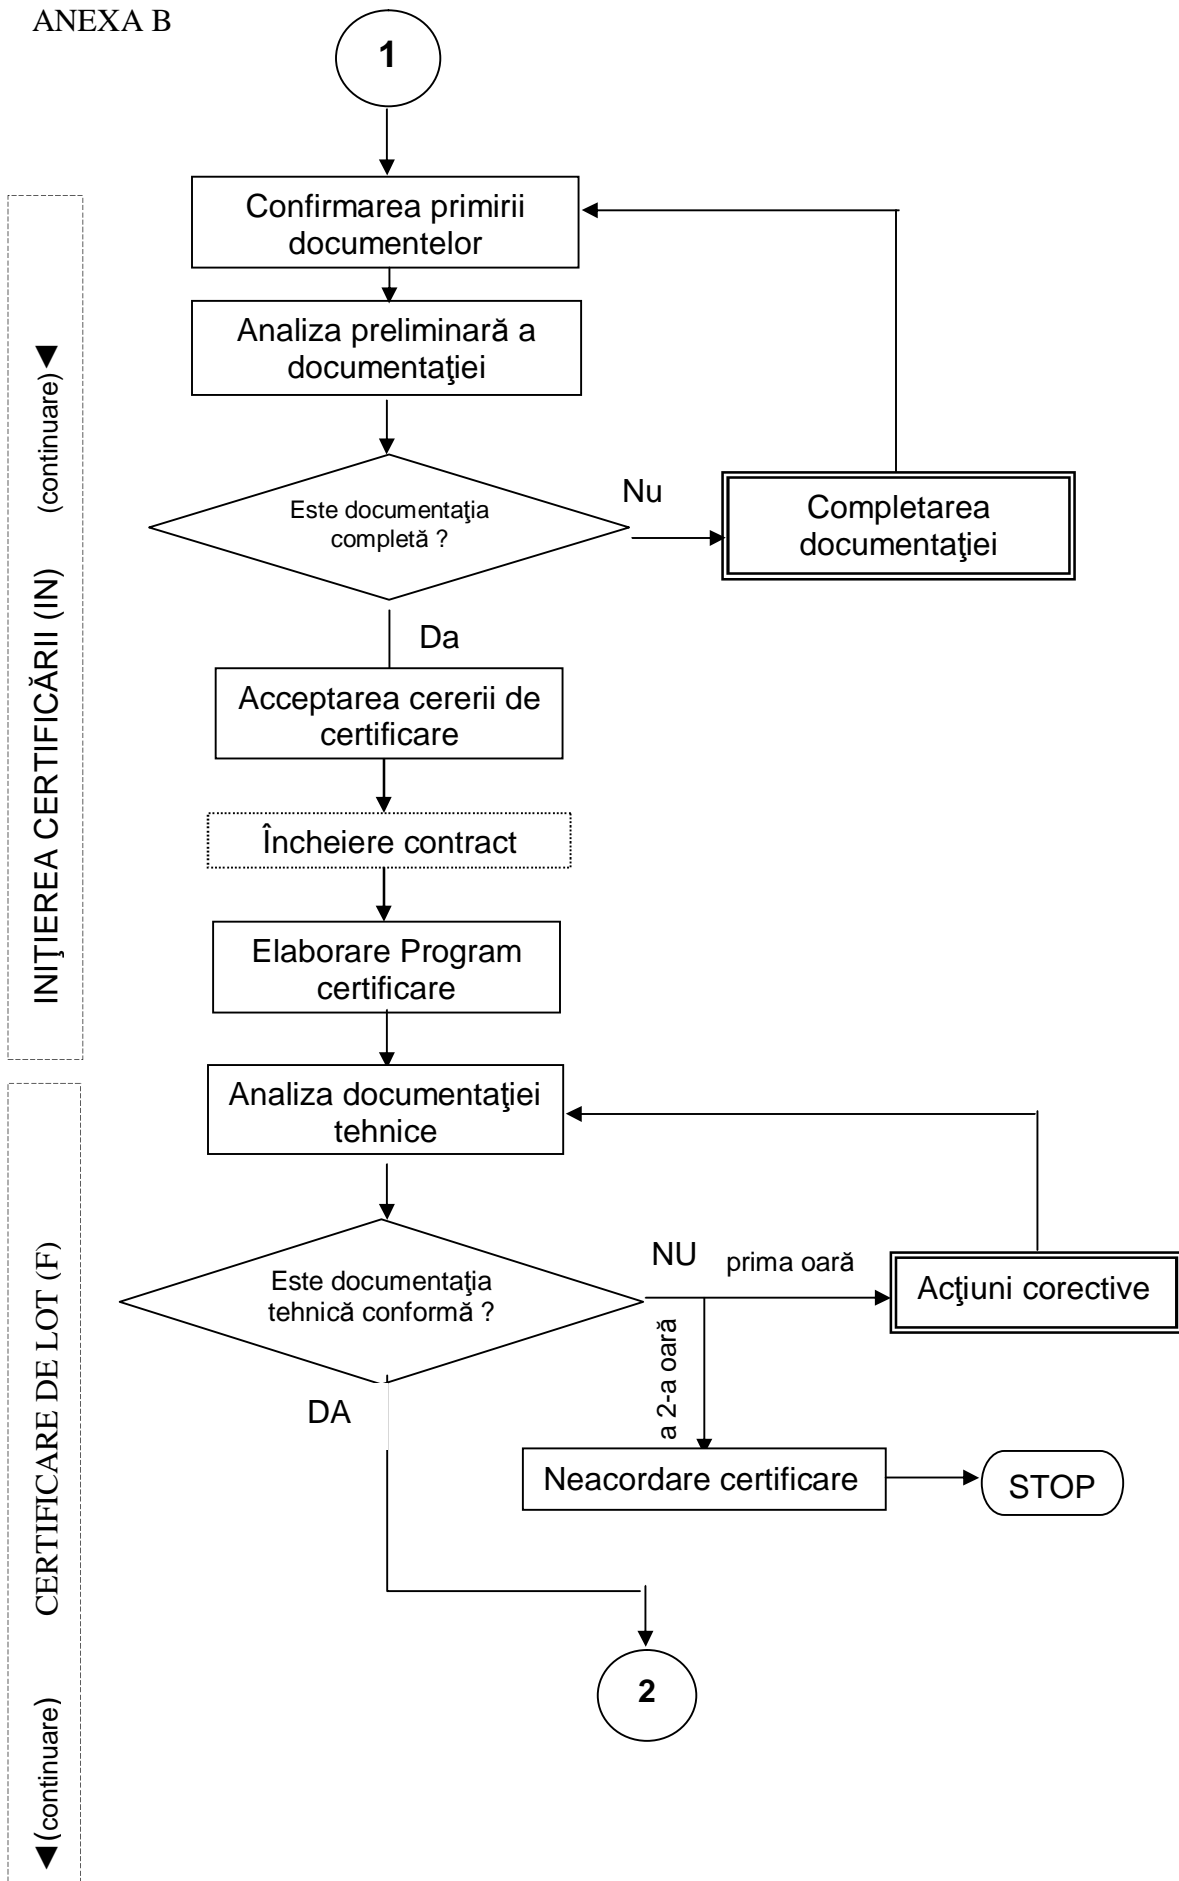 ANEXA B
1
Confirmarea primirii
documentelor
Analiza preliminară a
documentaţiei
Este documentaţia
completă ?
Nu
Completarea
documentaţiei
Da
Acceptarea cererii de
certificare
Încheiere contract
Elaborare Program
certificare
INIŢIEREA CERTIFICĂRII (IN) (continuare) ◄
Analiza documentaţiei
tehnice
Este documentaţia
tehnică conformă ?
NU
prima oară
Acţiuni corective
a 2-a oară
DA
Neacordare certificare
STOP
2
◄ (continuare) CERTIFICARE DE LOT (F)